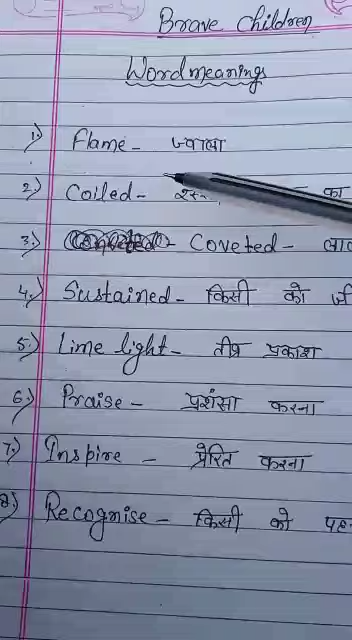 Brave Children
Word meanings
1.) Flame - ज्वाला
2.) Coiled - का
3.) Coveted -
4.) Sustained - किसी को
5.) Lime light - तीव्र प्रकाश
6.) Praise - प्रशंसा करना
7.) Inspire - प्रेरित करना
8.) Recognise - किसी को